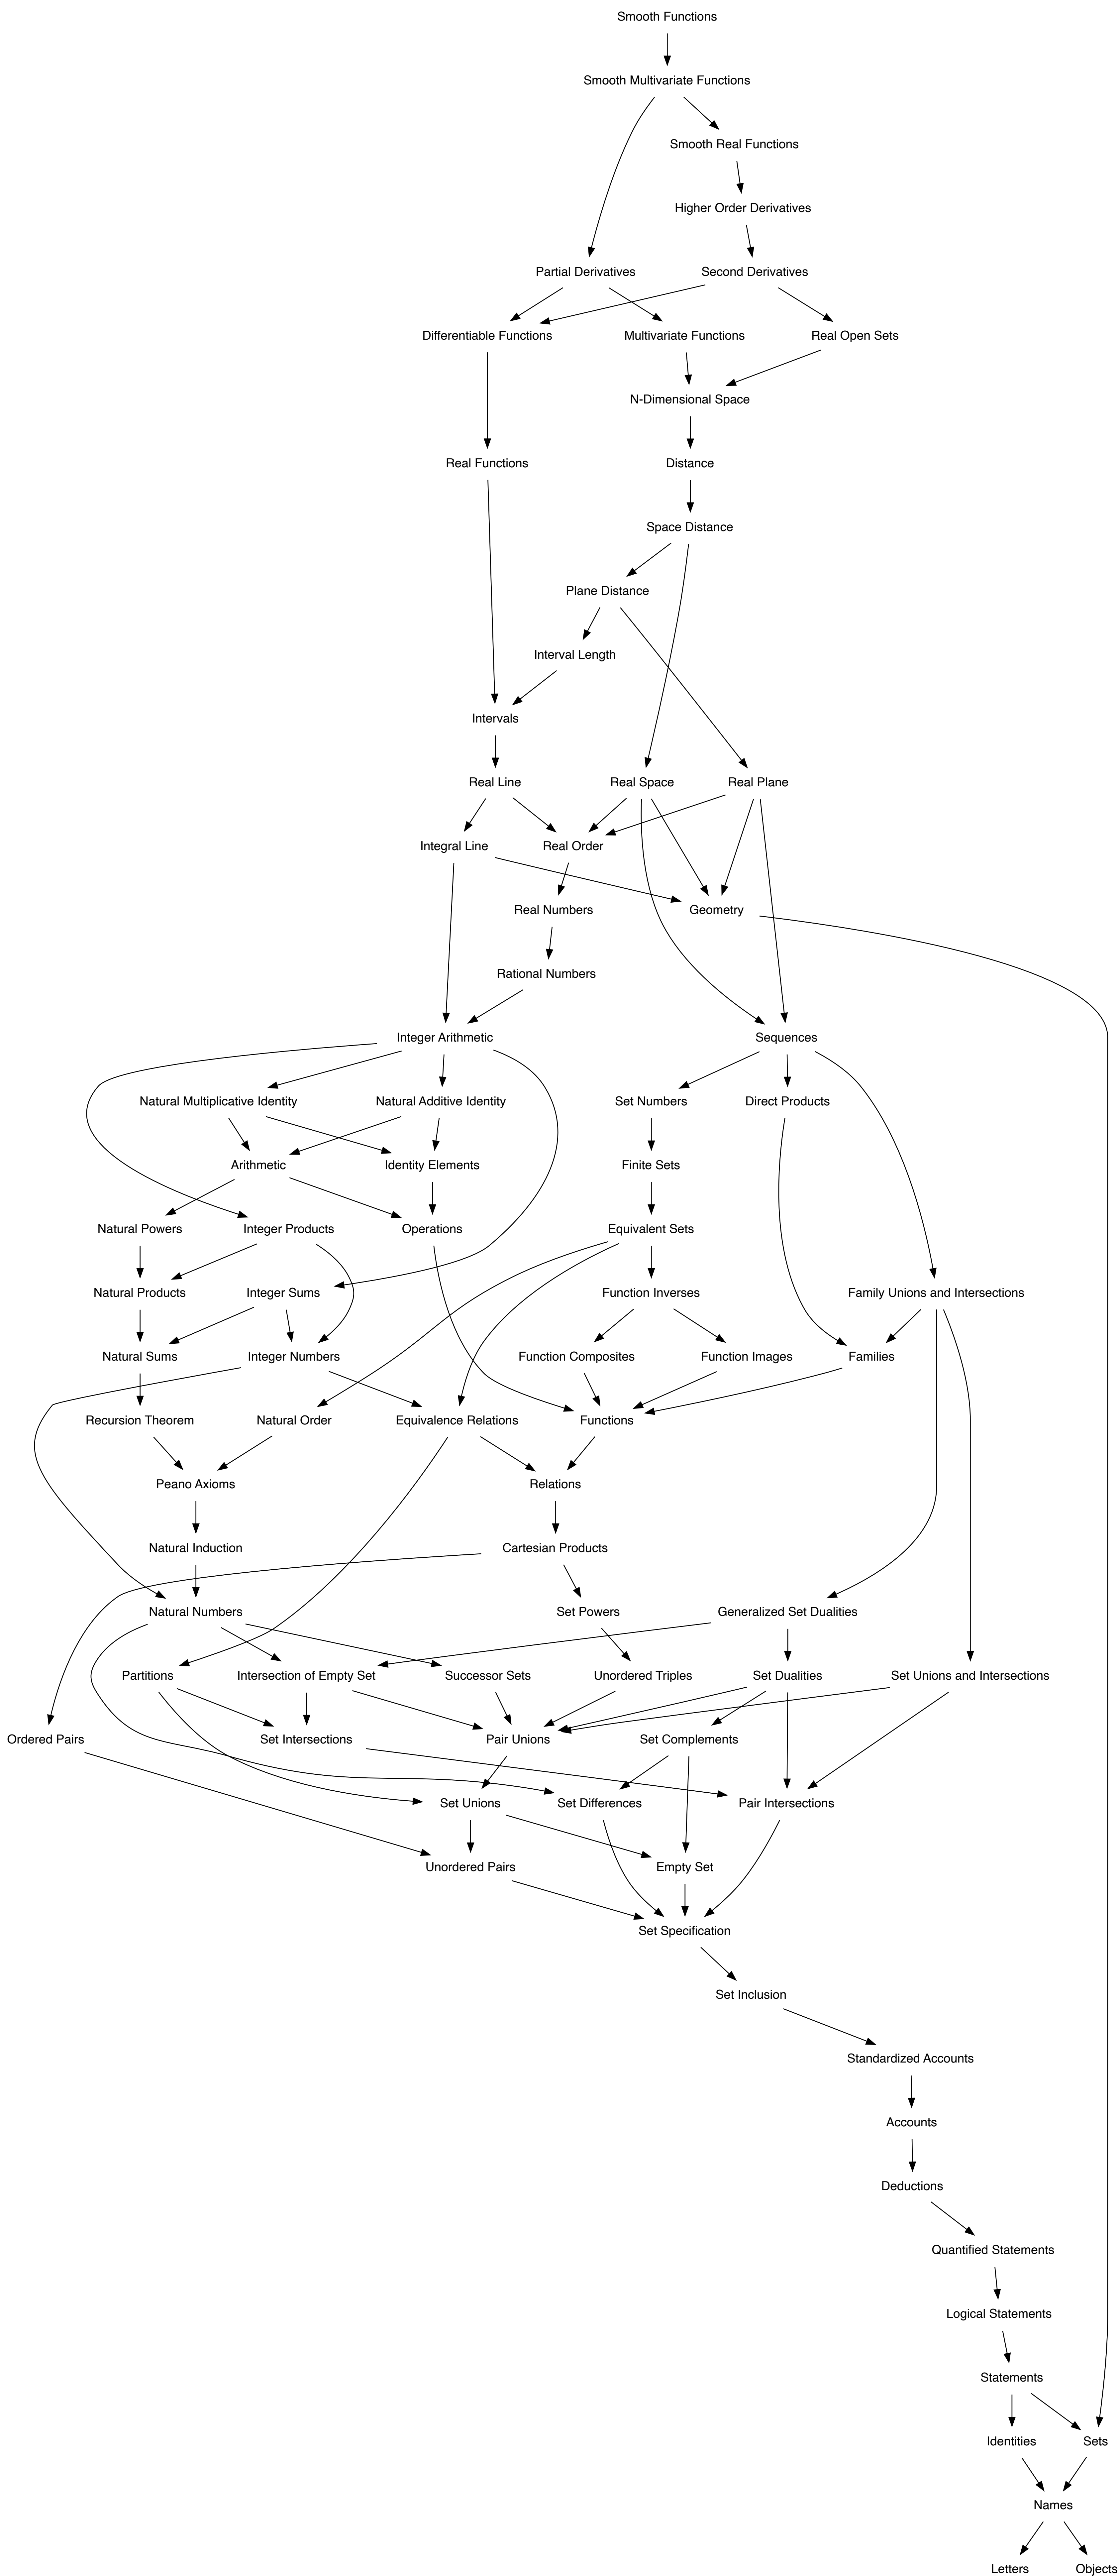 Smooth Functions
Smooth Multivariate Functions
Smooth Real Functions
Higher Order Derivatives
Partial Derivatives
Second Derivatives
Differentiable Functions
Multivariate Functions
Real Open Sets
N-Dimensional Space
Real Functions
Distance
Space Distance
Plane Distance
Interval Length
Intervals
Real Line
Real Space
Real Plane
Integral Line
Real Order
Real Numbers
Geometry
Rational Numbers
Integer Arithmetic
Sequences
Natural Multiplicative Identity
Natural Additive Identity
Set Numbers
Direct Products
Arithmetic
Identity Elements
Finite Sets
Natural Powers
Integer Products
Operations
Equivalent Sets
Natural Products
Integer Sums
Function Inverses
Family Unions and Intersections
Natural Sums
Integer Numbers
Function Composites
Function Images
Families
Recursion Theorem
Natural Order
Equivalence Relations
Functions
Peano Axioms
Relations
Natural Induction
Cartesian Products
Natural Numbers
Set Powers
Generalized Set Dualities
Partitions
Intersection of Empty Set
Successor Sets
Unordered Triples
Set Dualities
Set Unions and Intersections
Ordered Pairs
Set Intersections
Pair Unions
Set Complements
Set Unions
Set Differences
Pair Intersections
Unordered Pairs
Empty Set
Set Specification
Set Inclusion
Standardized Accounts
Accounts
Deductions
Quantified Statements
Logical Statements
Statements
Identities
Sets
Names
Letters
Objects